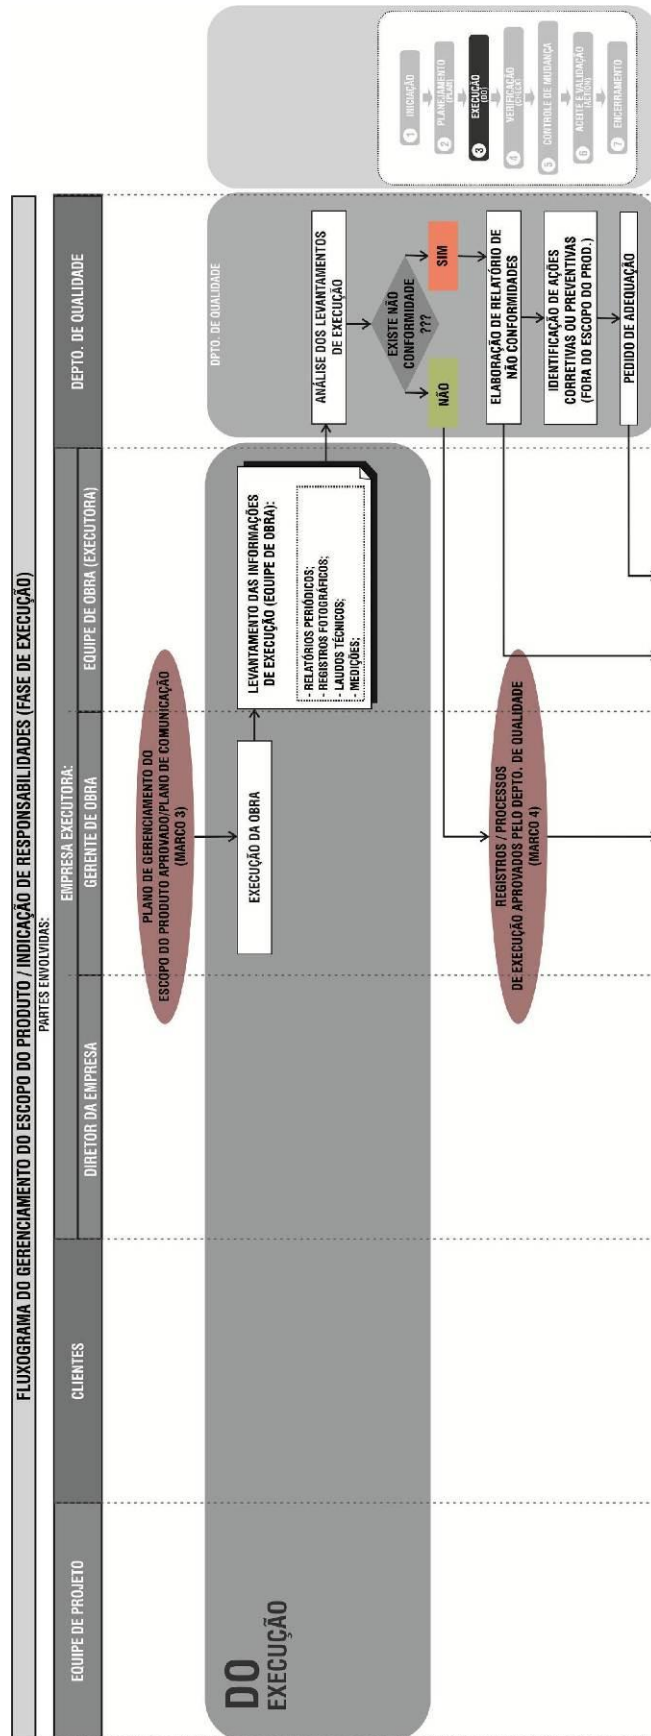 FLUXOGRAMA DO GERENCIAMENTO DO ESCOPO DO PRODUTO / INDICAÇÃO DE RESPONSABILIDADES (FASE DE EXECUÇÃO)
PARTES ENVOLVIDAS:
EQUIPE DE PROJETO
CLIENTES
EMPRESA EXECUTORA:
DIRETOR DA EMPRESA
GERENTE DE OBRA
EQUIPE DE OBRA (EXECUTORA)
DEPTO. DE QUALIDADE
PLANO DE GERENCIAMENTO DO
ESCOPO DO PRODUTO APROVADO/PLANO DE COMUNICAÇÃO
(MARCO 3)
DO
EXECUÇÃO
EXECUÇÃO DA OBRA
LEVANTAMENTO DAS INFORMAÇÕES
DE EXECUÇÃO (EQUIPE DE OBRA):
- RELATÓRIOS PERIÓDICOS;
- REGISTROS FOTOGRÁFICOS;
- LAUDOS TÉCNICOS;
- MEDIÇÕES;
DPTO. DE QUALIDADE
ANÁLISE DOS LEVANTAMENTOS
DE EXECUÇÃO
EXISTE NÃO
CONFORMIDADE
???
NÃO
SIM
REGISTROS / PROCESSOS
DE EXECUÇÃO APROVADOS PELO DEPTO. DE QUALIDADE
(MARCO 4)
ELABORAÇÃO DE RELATÓRIO DE
NÃO CONFORMIDADES
IDENTIFICAÇÃO DE AÇÕES
CORRETIVAS OU PREVENTIVAS
(FORA DO ESCOPO DO PROD.)
PEDIDO DE ADEQUAÇÃO
1 INICIAÇÃO
2 PLANEJAMENTO
(PLAN)
3 EXECUÇÃO
(DO)
4 VERIFICAÇÃO
(CHECK)
5 CONTROLE DE MUDANÇA
6 ACEITE E VALIDAÇÃO
(ACTION)
7 ENCERRAMENTO